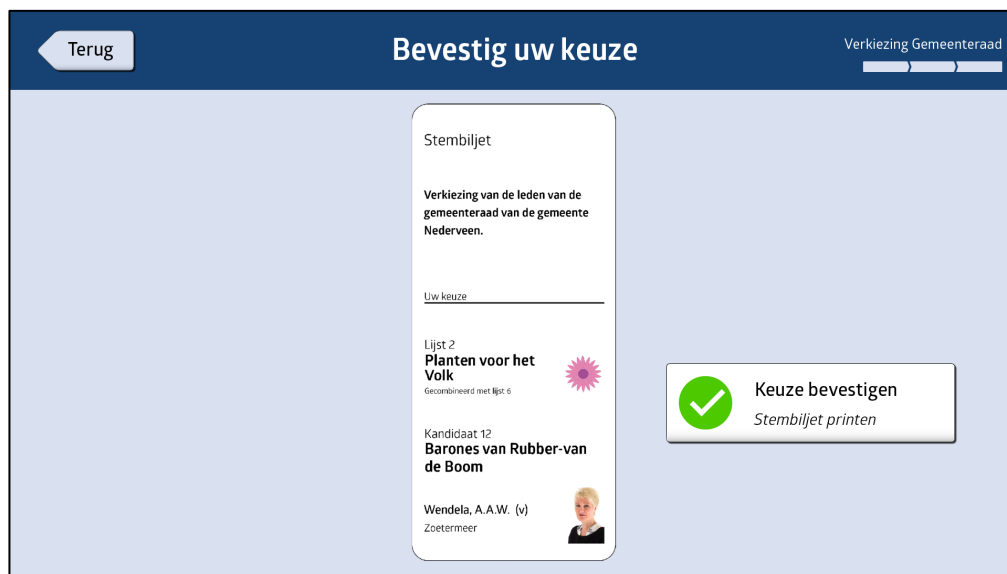 Terug
Bevestig uw keuze
Verkiezing Gemeenteraad
Stembiljet
Verkiezing van de leden van de
gemeenteraad van de gemeente
Nederveen.
Uw keuze
Lijst 2
Planten voor het
Volk
Gecombineerd met lijst 6
Kandidaat 12
Barones van Rubber-van
de Boom
Wendela, A.A.W. (v)
Zoetermeer
Keuze bevestigen
Stembiljet printen